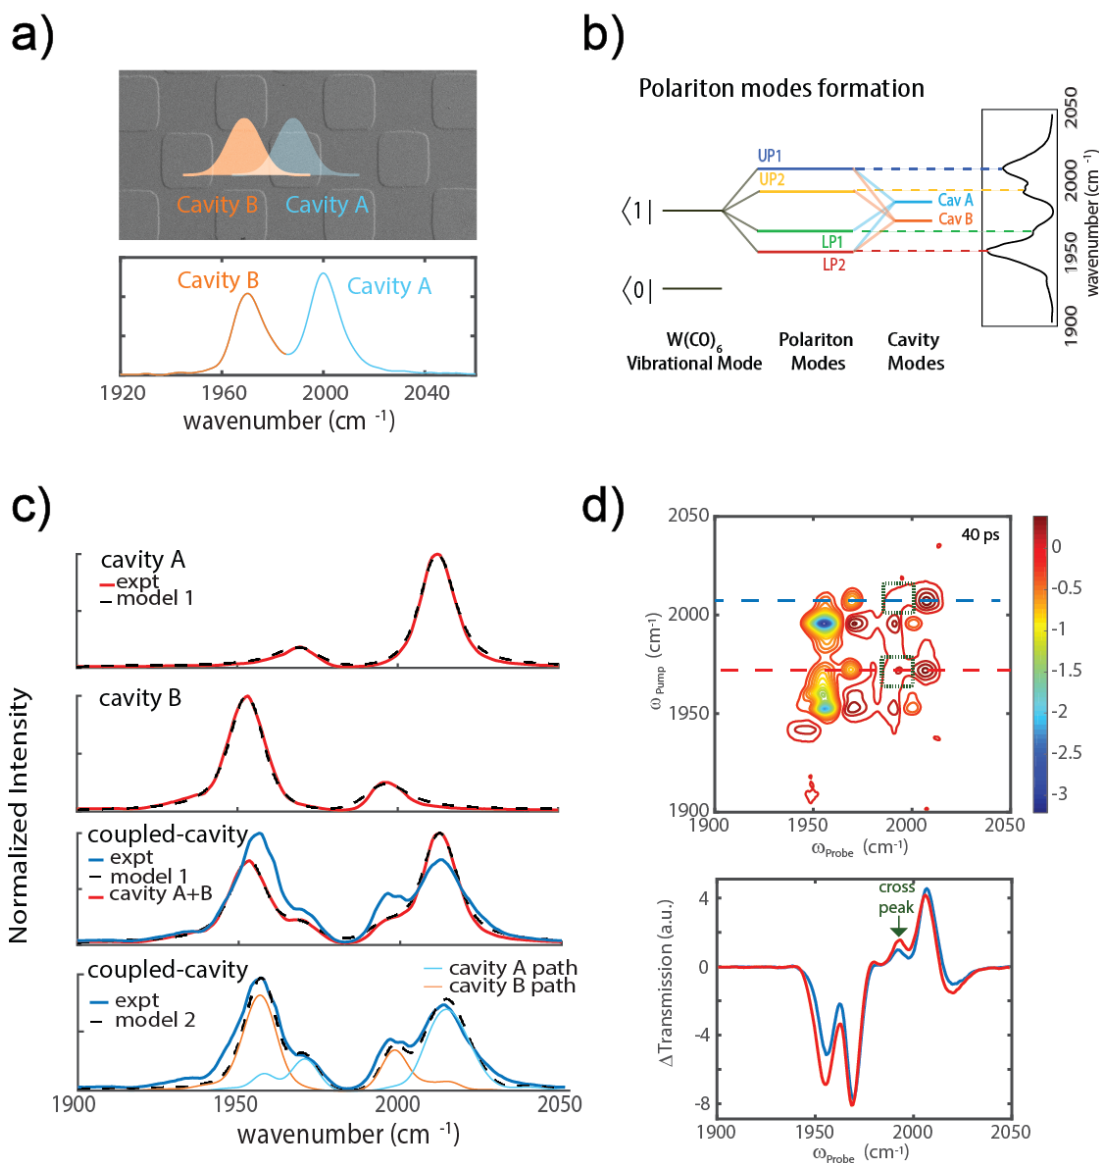 a)
Cavity B
Cavity A
Cavity B
Cavity A
1920
1960
2000
2040
wavenumber (cm -1)
b)
Polariton modes formation
UP1
UP2
LP1
LP2
⟨1|
⟨0|
Cav A
Cav B
W(CO)6
Vibrational Mode
Polariton
Modes
Cavity
Modes
2050
2000
1950
1900
wavenumber (cm-1)
c)
Normalized Intensity
cavity A
expt
model 1
cavity B
coupled-cavity
expt
model 1
cavity A+B
coupled-cavity
expt
model 2
cavity A path
cavity B path
1900
1950
2000
2050
wavenumber (cm -1)
d)
40 ps
2050
2000
1950
1900
ωPump (cm-1)
1900
1950
2000
2050
ωProbe (cm-1)
0
-0.5
-1
-1.5
-2
-2.5
-3
cross
peak
4
0
-4
-8
ΔTransmission (a.u.)
1900
1950
2000
2050
ωProbe (cm-1)